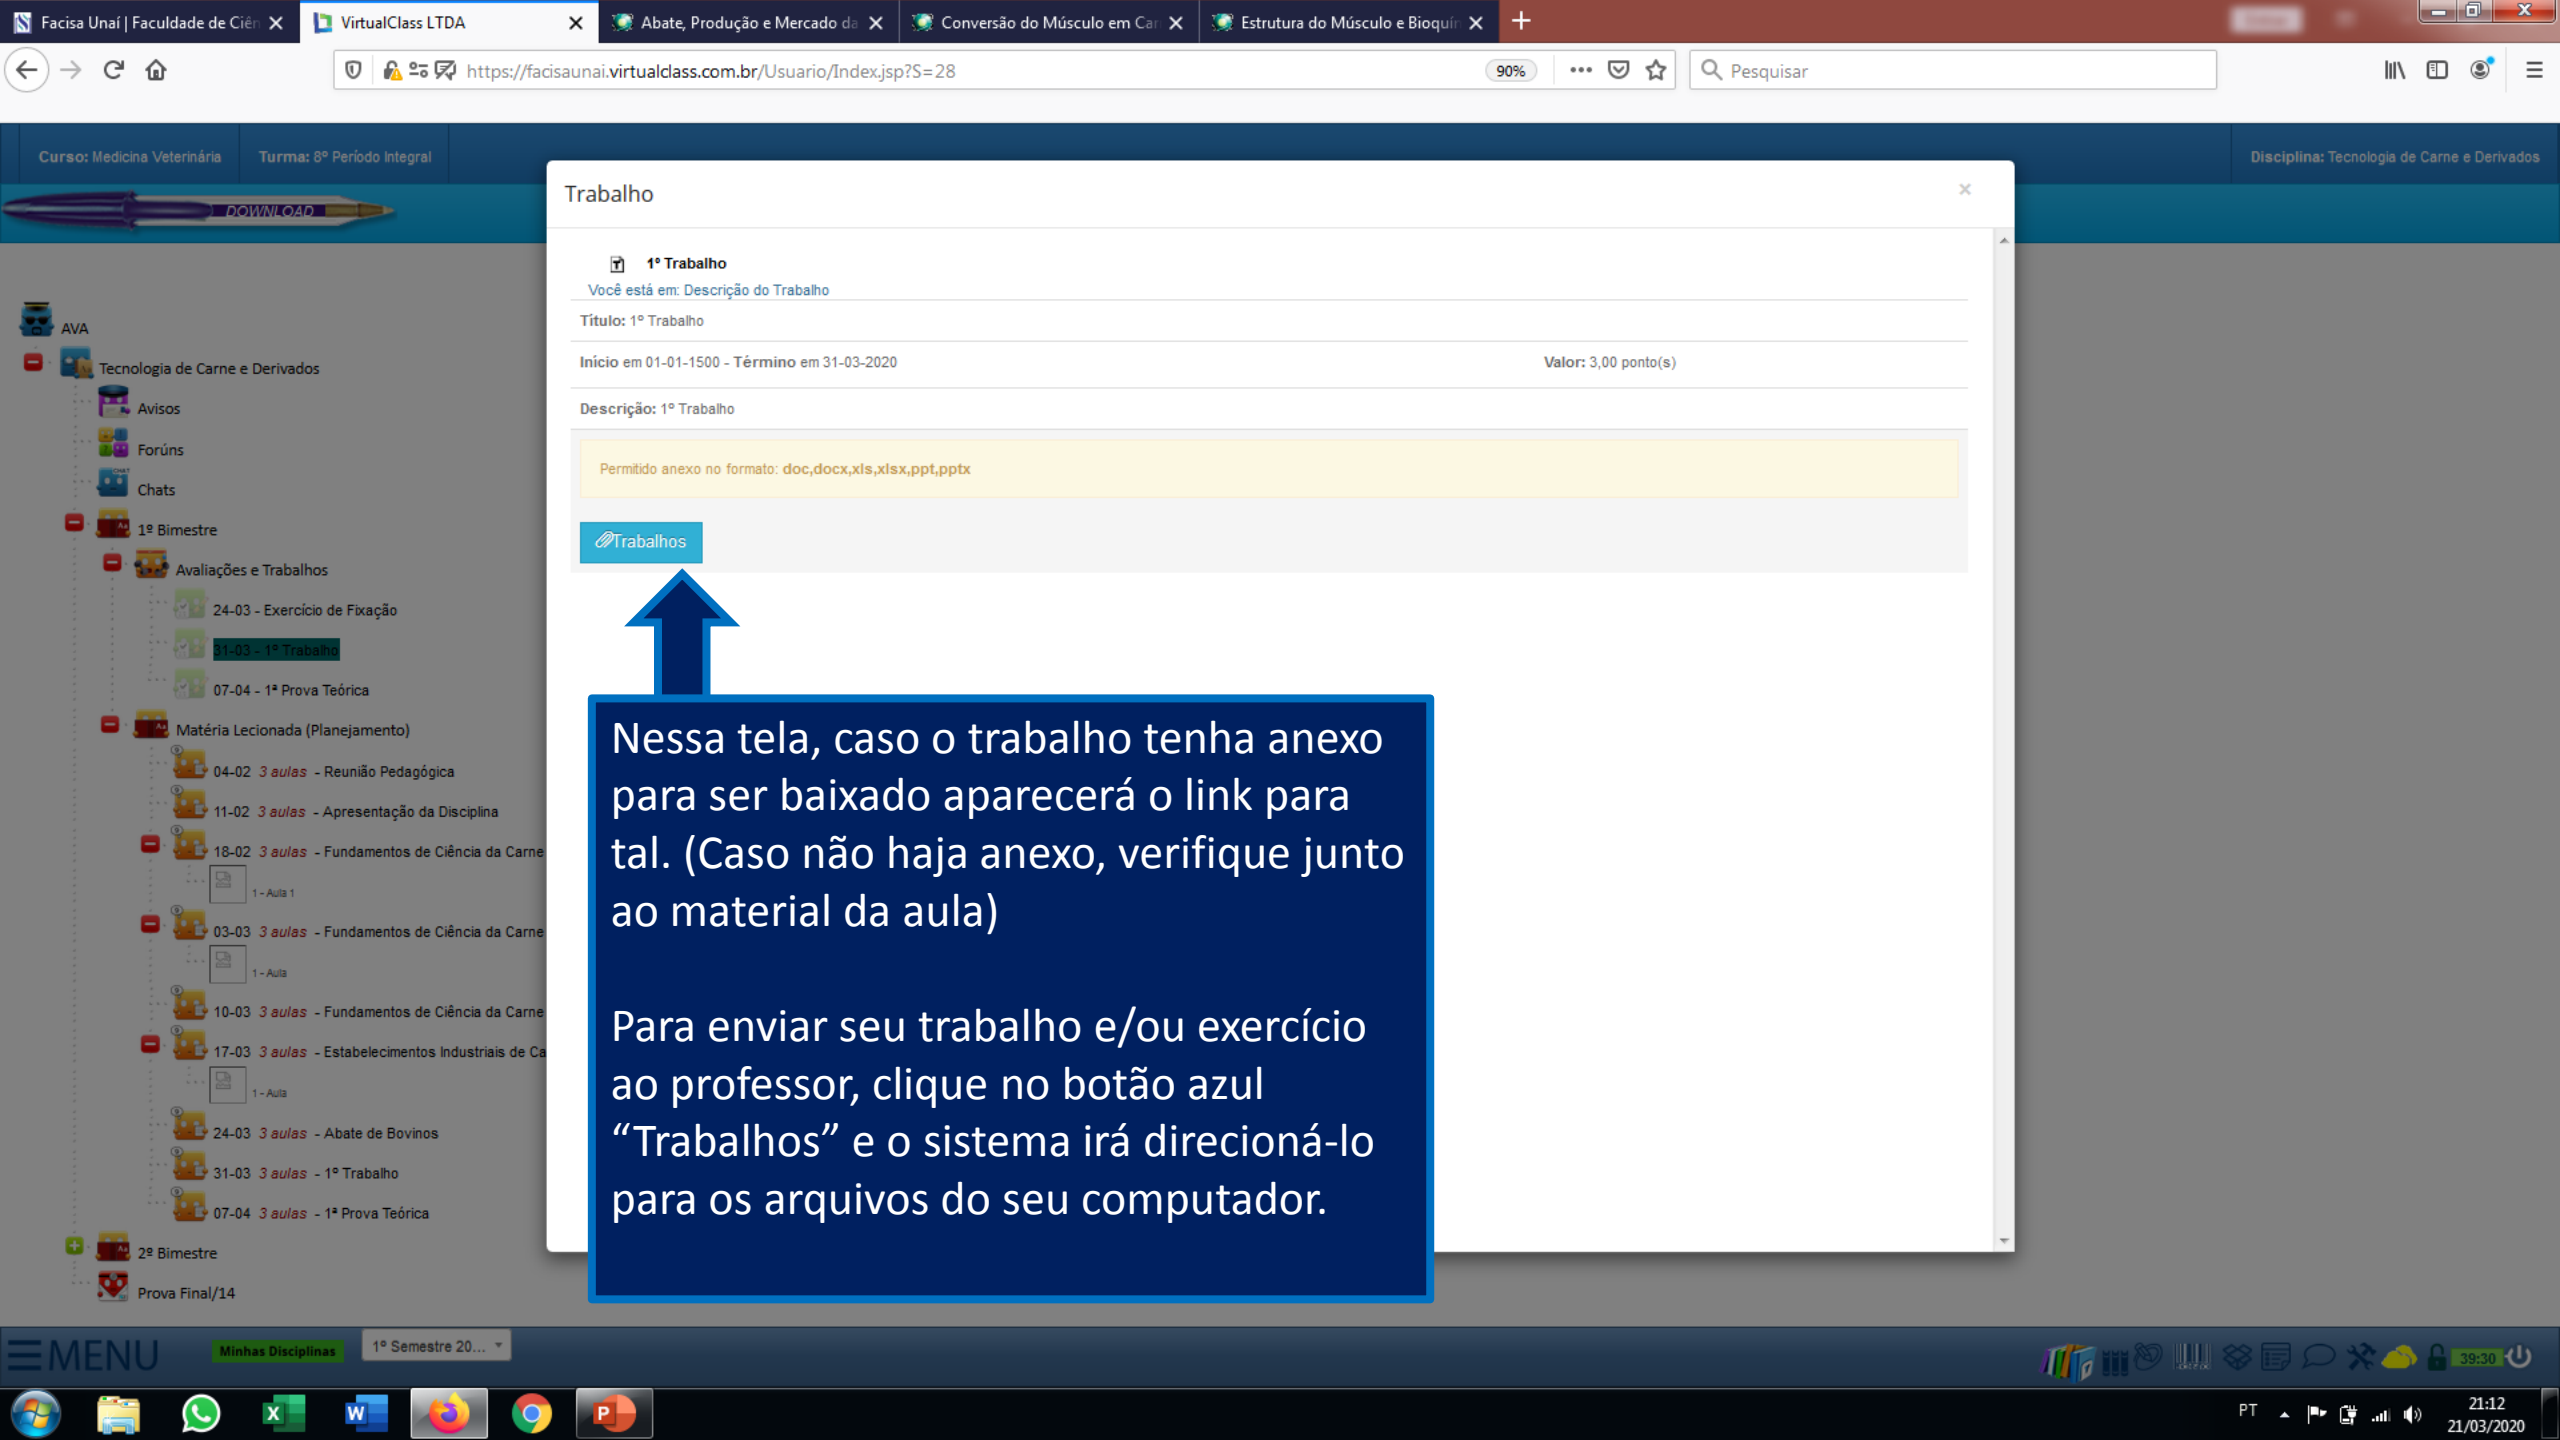 Facisa Unaí | Faculdade de Ciên
VirtualClass LTDA
Abate, Produção e Mercado da
Conversão do Músculo em Car
Estrutura do Músculo e Bioquím
https://facisaunai.virtualclass.com.br/Usuario/Index.jsp?S=28
90%
Pesquisar
Curso: Medicina Veterinária
Turma: 8º Período Integral
Disciplina: Tecnologia de Carne e Derivados
DOWNLOAD
AVA
Tecnologia de Carne e Derivados
Avisos
Forúns
CHAT
Chats
1º Bimestre
Avaliações e Trabalhos
24-03 - Exercício de Fixação
31-03 - 1º Trabalho
07-04 - 1ª Prova Teórica
Matéria Lecionada (Planejamento)
04-02 3 aulas - Reunião Pedagógica
11-02 3 aulas - Apresentação da Disciplina
18-02 3 aulas - Fundamentos de Ciência da Carne
1 - Aula 1
03-03 3 aulas - Fundamentos de Ciência da Carne
1 - Aula
10-03 3 aulas - Fundamentos de Ciência da Carne
17-03 3 aulas - Estabelecimentos Industriais de Ca
1 - Aula
24-03 3 aulas - Abate de Bovinos
31-03 3 aulas - 1º Trabalho
07-04 3 aulas - 1ª Prova Teórica
2º Bimestre
Prova Final/14
Trabalho
1º Trabalho
Você está em: Descrição do Trabalho
Título: 1º Trabalho
Início em 01-01-1500 - Término em 31-03-2020
Valor: 3,00 ponto(s)
Descrição: 1º Trabalho
Permitido anexo no formato: doc,docx,xls,xlsx,ppt,pptx
Trabalhos
Nessa tela, caso o trabalho tenha anexo
para ser baixado aparecerá o link para
tal. (Caso não haja anexo, verifique junto
ao material da aula)
Para enviar seu trabalho e/ou exercício
ao professor, clique no botão azul
“Trabalhos” e o sistema irá direcioná-lo
para os arquivos do seu computador.
MENU
Minhas Disciplinas
1º Semestre 20...
39:30
PT
21:12
21/03/2020